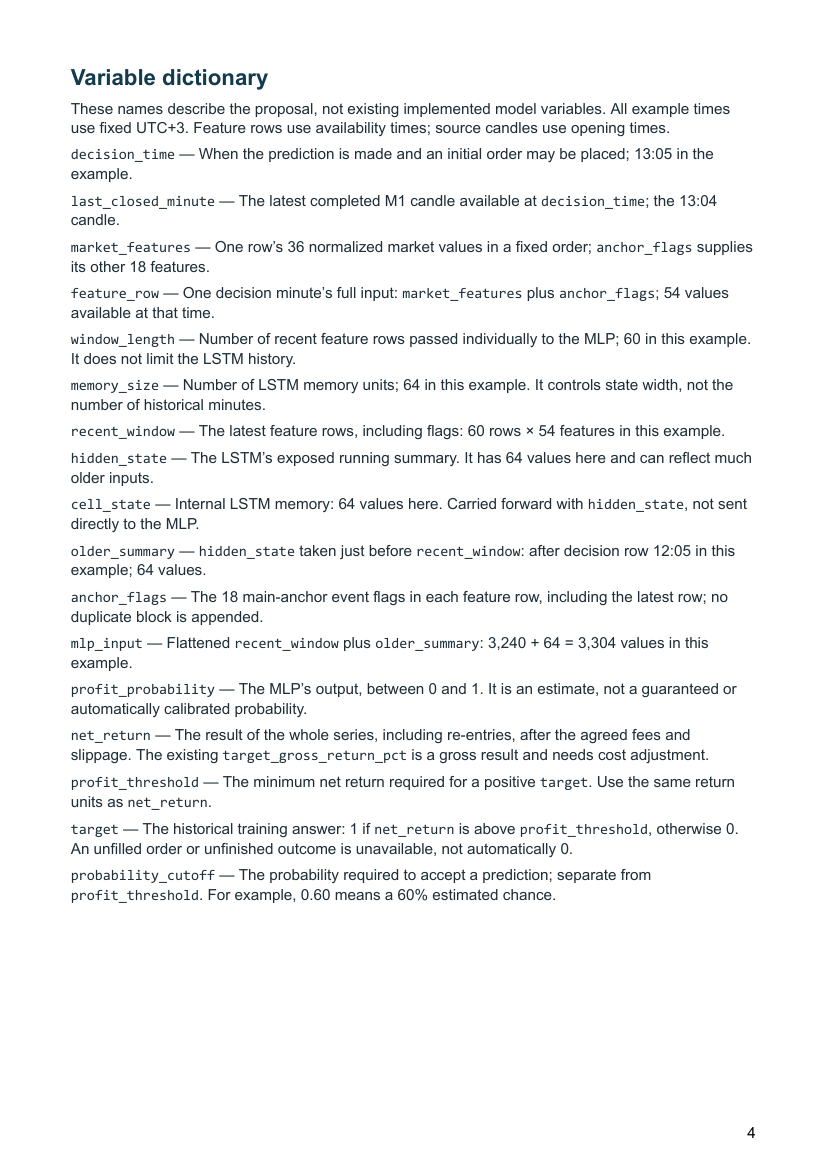 Variable dictionary
These names describe the proposal, not existing implemented model variables. All example times
use fixed UTC+3. Feature rows use availability times; source candles use opening times.
decision_time — When the prediction is made and an initial order may be placed; 13:05 in the
example.
last_closed_minute — The latest completed M1 candle available at decision_time; the 13:04
candle.
market_features — One row’s 36 normalized market values in a fixed order; anchor_flags supplies
its other 18 features.
feature_row — One decision minute’s full input: market_features plus anchor_flags; 54 values
available at that time.
window_length — Number of recent feature rows passed individually to the MLP; 60 in this example.
It does not limit the LSTM history.
memory_size — Number of LSTM memory units; 64 in this example. It controls state width, not the
number of historical minutes.
recent_window — The latest feature rows, including flags: 60 rows × 54 features in this example.
hidden_state — The LSTM’s exposed running summary. It has 64 values here and can reflect much
older inputs.
cell_state — Internal LSTM memory: 64 values here. Carried forward with hidden_state, not sent
directly to the MLP.
older_summary — hidden_state taken just before recent_window: after decision row 12:05 in this
example; 64 values.
anchor_flags — The 18 main-anchor event flags in each feature row, including the latest row; no
duplicate block is appended.
mlp_input — Flattened recent_window plus older_summary: 3,240 + 64 = 3,304 values in this
example.
profit_probability — The MLP’s output, between 0 and 1. It is an estimate, not a guaranteed or
automatically calibrated probability.
net_return — The result of the whole series, including re-entries, after the agreed fees and
slippage. The existing target_gross_return_pct is a gross result and needs cost adjustment.
profit_threshold — The minimum net return required for a positive target. Use the same return
units as net_return.
target — The historical training answer: 1 if net_return is above profit_threshold, otherwise 0.
An unfilled order or unfinished outcome is unavailable, not automatically 0.
probability_cutoff — The probability required to accept a prediction; separate from
profit_threshold. For example, 0.60 means a 60% estimated chance.
4